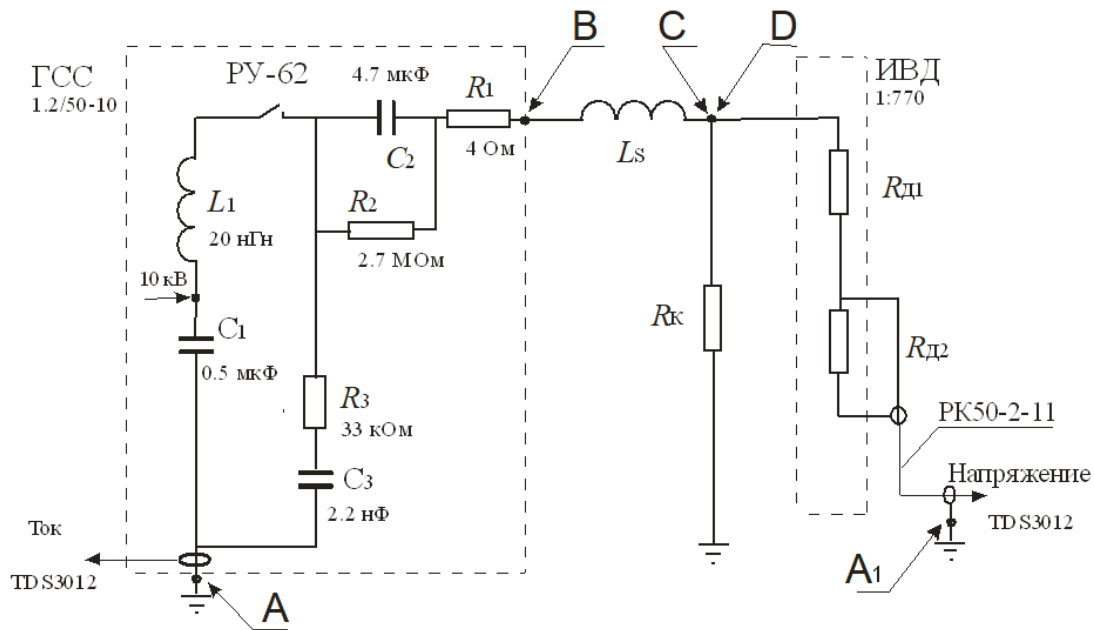 B
C
D
ГСС
1.2/50-10
РУ-62
4.7 мкФ
R1
ИВД
1:770
C2
4 Ом
LS
L1
20 нГн
R2
2.7 МОм
RД1
10 кВ
C1
0.5 мкФ
RК
RД2
R3
33 кОм
РК50-2-11
C3
2.2 нФ
Напряжение
TDS3012
Ток
TDS3012
A
A1